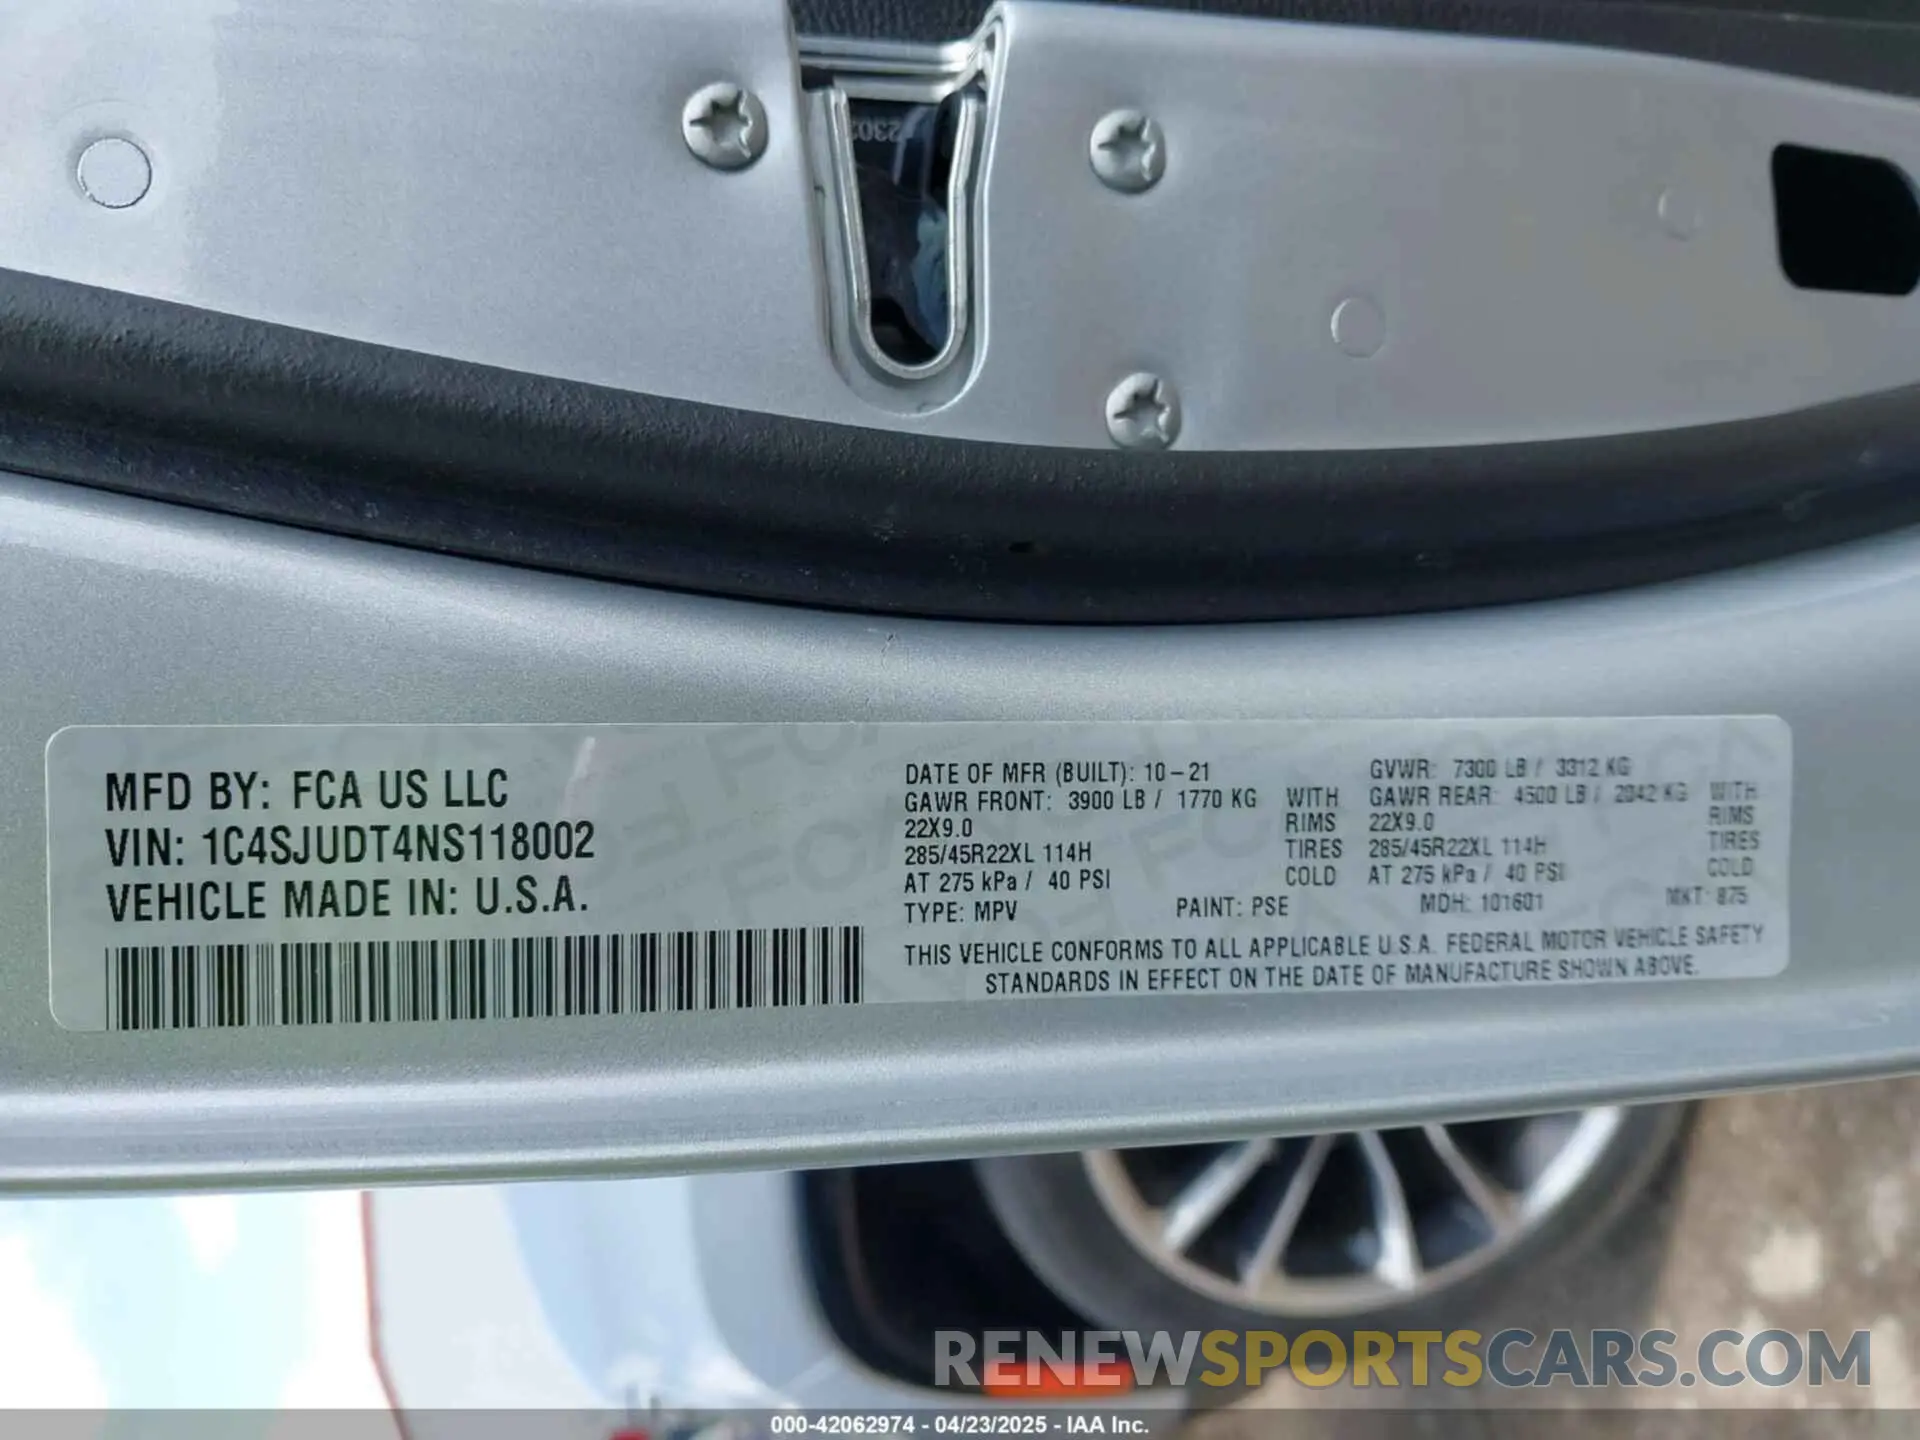 2302
MFD BY: FCA US LLC
VIN: 1C4SJUDT4NS118002
VEHICLE MADE IN: U.S.A.
DATE OF MFR (BUILT): 10-21
GVWR: 7300 LB / 3312 KG
GAWR FRONT: 3900 LB / 1770 KG WITH
GAWR REAR: 4500 LB / 2042 KG WITH
22X9.0 RIMS
22X9.0 RIMS
285/45R22XL 114H TIRES
285/45R22XL 114H TIRES
AT 275 kPa / 40 PSI COLD
AT 275 kPa / 40 PSI COLD
TYPE: MPV PAINT: PSE MDH: 101601 MKT: 875
THIS VEHICLE CONFORMS TO ALL APPLICABLE U.S.A. FEDERAL MOTOR VEHICLE SAFETY
STANDARDS IN EFFECT ON THE DATE OF MANUFACTURE SHOWN ABOVE.
RENEWSPORTSCARS.COM
000-42062974 - 04/23/2025 - IAA Inc.